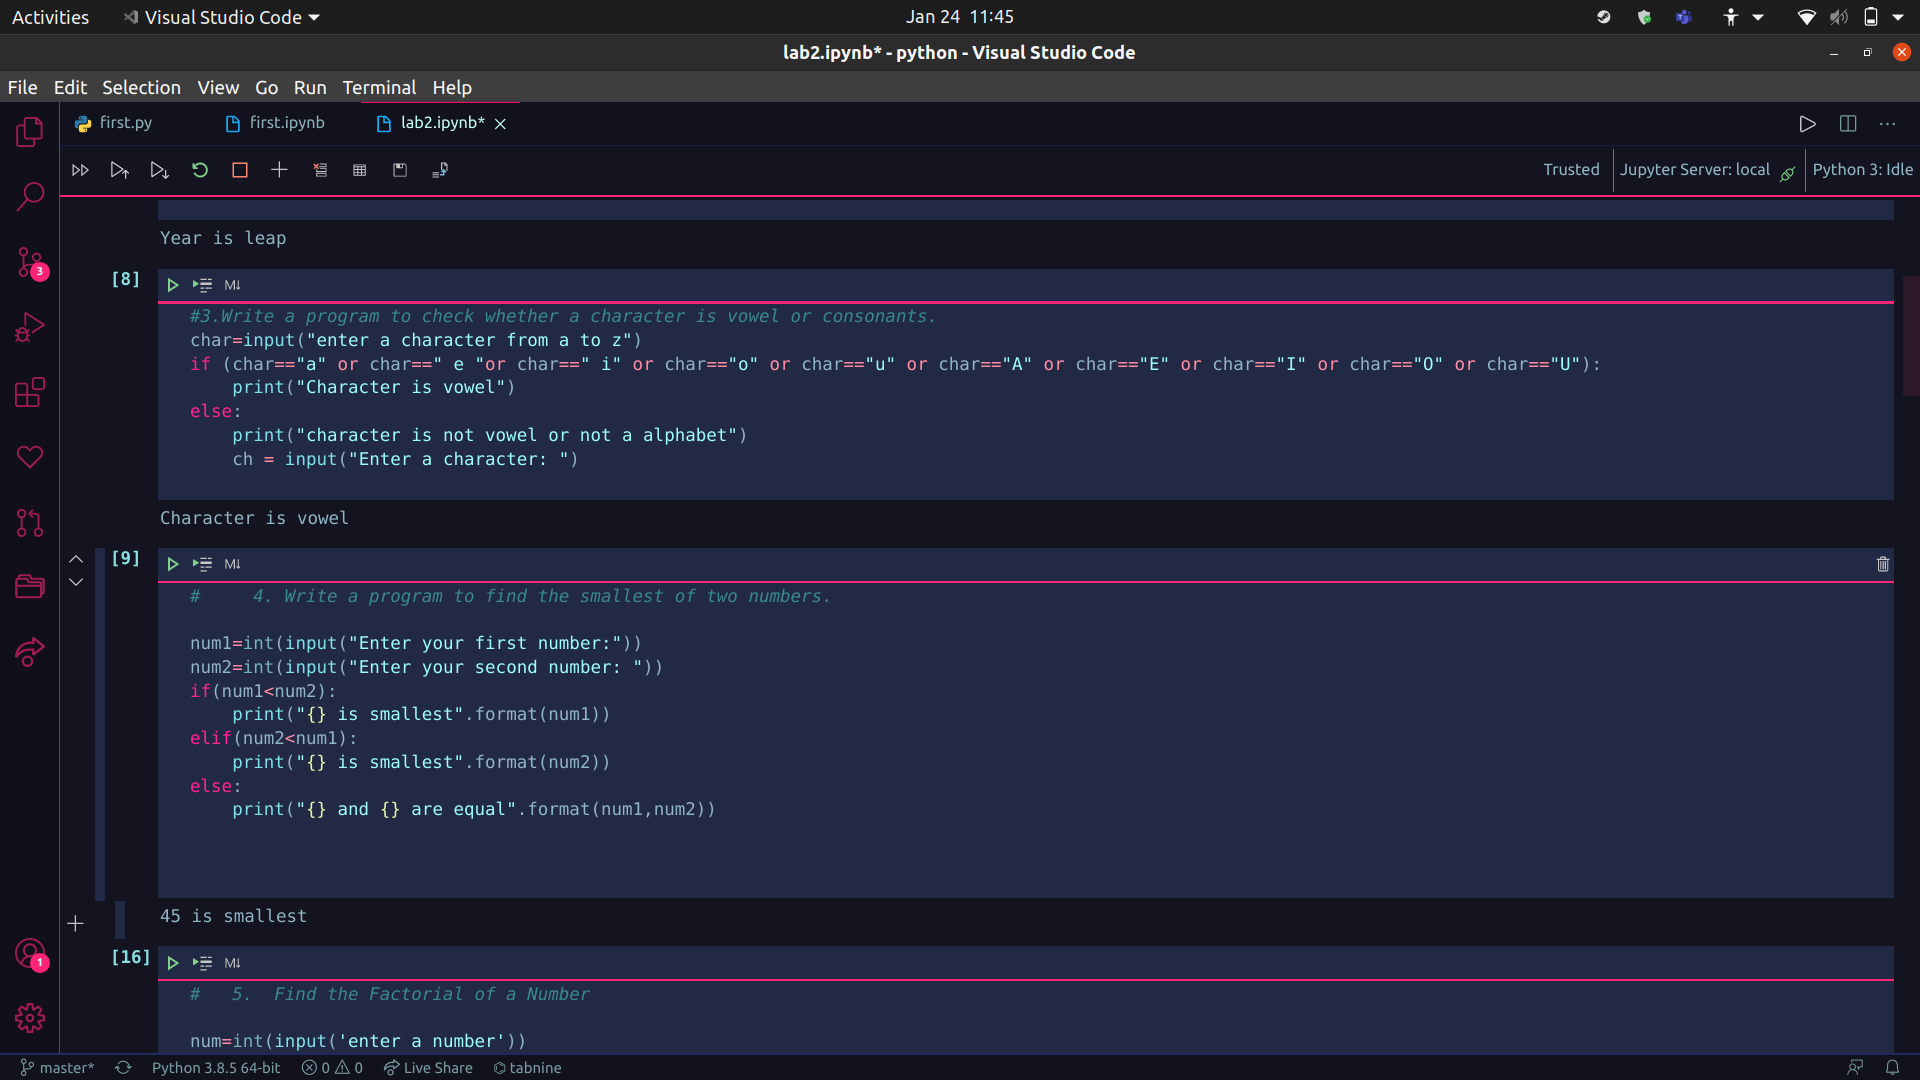 Activities Visual Studio Code Jan 24 11:45
lab2.ipynb* - python - Visual Studio Code
File Edit Selection View Go Run Terminal Help
first.py first.ipynb lab2.ipynb*
Trusted Jupyter Server: local Python 3: Idle
Year is leap
[8]
M↓
#3.Write a program to check whether a character is vowel or consonants.
char=input("enter a character from a to z")
if (char=="a" or char==" e "or char==" i" or char=="o" or char=="u" or char=="A" or char=="E" or char=="I" or char=="O" or char=="U"):
    print("Character is vowel")
else:
    print("character is not vowel or not a alphabet")
    ch = input("Enter a character: ")
Character is vowel
[9]
M↓
#     4. Write a program to find the smallest of two numbers.
num1=int(input("Enter your first number:"))
num2=int(input("Enter your second number: "))
if(num1<num2):
    print("{} is smallest".format(num1))
elif(num2<num1):
    print("{} is smallest".format(num2))
else:
    print("{} and {} are equal".format(num1,num2))
45 is smallest
[16]
M↓
#   5.  Find the Factorial of a Number
num=int(input('enter a number'))
3
1
master* Python 3.8.5 64-bit 0 0 Live Share tabnine